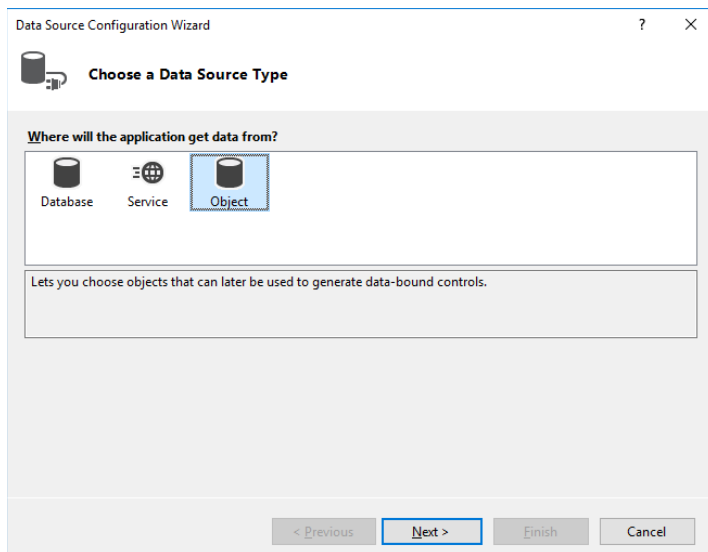 Data Source Configuration Wizard ?
Choose a Data Source Type
Where will the application get data from?
Database Service Object
Lets you choose objects that can later be used to generate data-bound controls.
< Previous Next > Finish Cancel